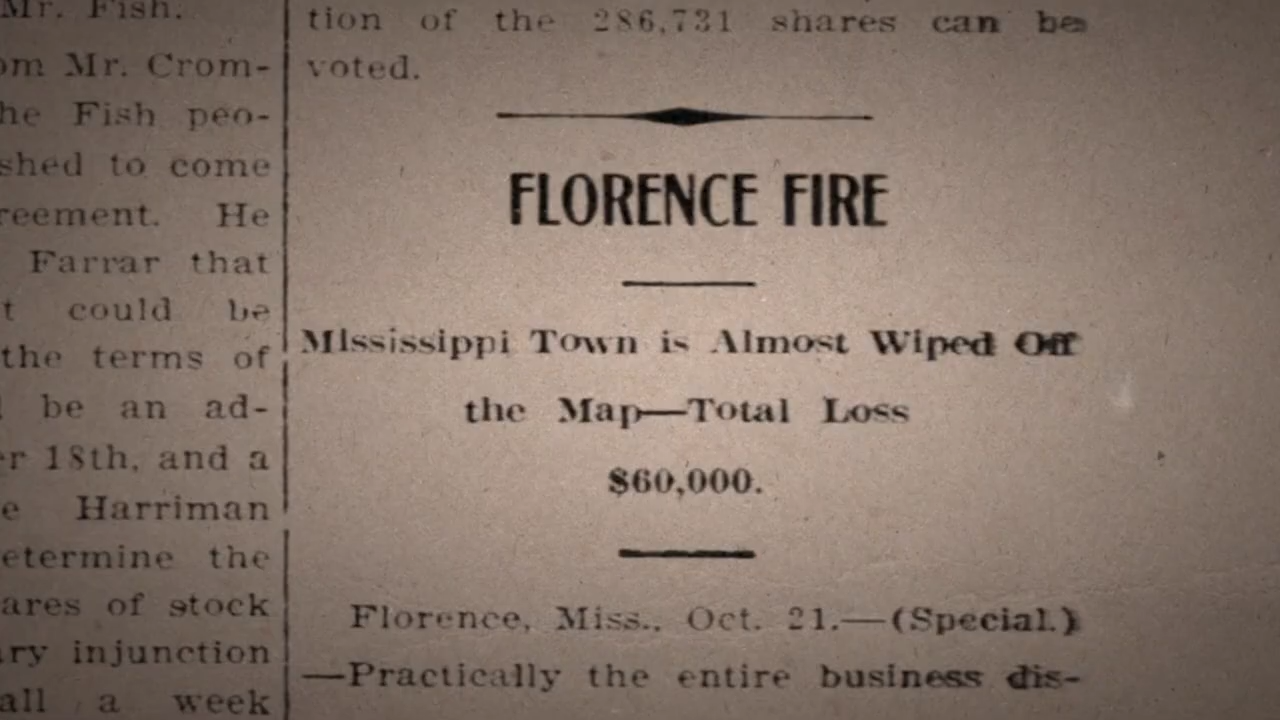 Mr. Fish.
om Mr. Crom-
he Fish peo-
shed to come
reement. He
Farrar that
t could be
the terms of
l be an ad-
er 18th, and a
e Harriman
etermine the
ares of stock
ry injunction
all a week
tion of the 286,731 shares can be
voted.
FLORENCE FIRE
Mississippi Town is Almost Wiped Off
the Map—Total Loss
$60,000.
Florence, Miss., Oct. 21.—(Special.)
—Practically the entire business dis-